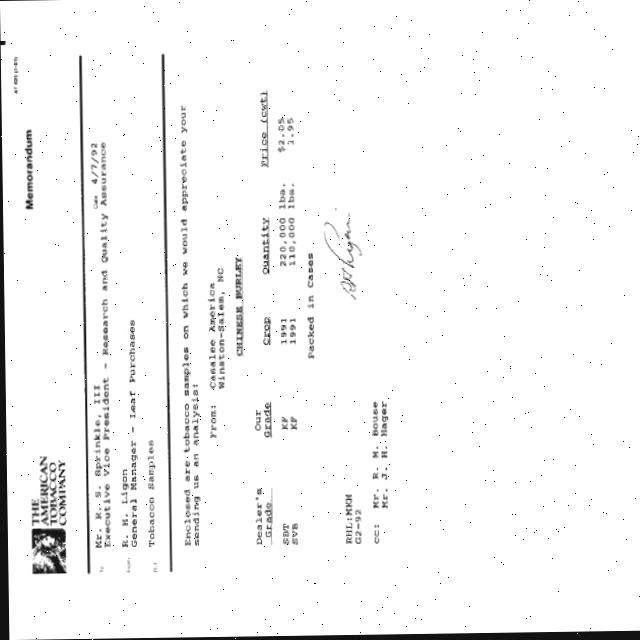 THE
AMERICAN
TOBACCO
COMPANY
Memorandum
To: Mr. R. S. Sprinkle, III
Date 4/7/92
Executive Vice President - Research and Quality Assurance
From: R. H. Ligon
General Manager - Leaf Purchases
Re.: Tobacco Samples
Enclosed are tobacco samples on which we would appreciate your
sending us an analysis:
From: Casalee America
Winston-Salem, NC
CHINESE BURLEY
Dealer's Grade Our Grade Crop Quantity Price (cwt)
SBT KF 1991 220,000 lbs. $2.05
SVB KF 1991 110,000 lbs. 1.95
Packed in Cases
RHL:MKH
G2-92
cc: Mr. R. M. Bouse
Mr. J. H. Hager